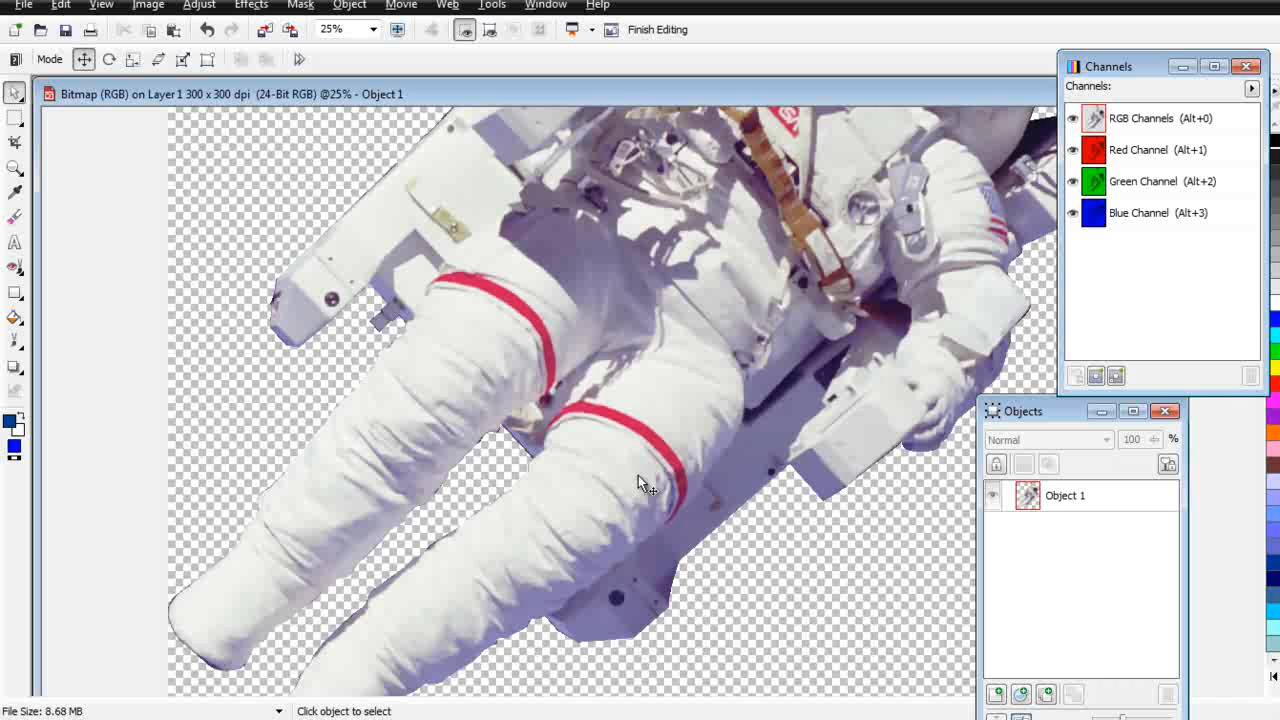 File Edit View Image Adjust Effects Mask Object Movie Web Tools Window Help
25% Finish Editing
Mode
Bitmap (RGB) on Layer 1 300 x 300 dpi (24-Bit RGB) @25% - Object 1
Channels
Channels:
RGB Channels (Alt+0)
Red Channel (Alt+1)
Green Channel (Alt+2)
Blue Channel (Alt+3)
Objects
Normal 100 %
Object 1
File Size: 8.68 MB Click object to select